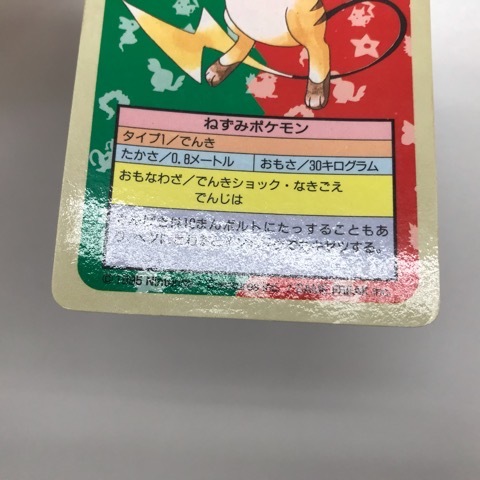 ねずみポケモン
タイプ1/でんき
たかさ/0.8メートル おもさ/30キログラム
おもなわざ/でんきショック・なきごえ
でんじは
10まんボルトにたっすることもあ
© 1995 Nintendo